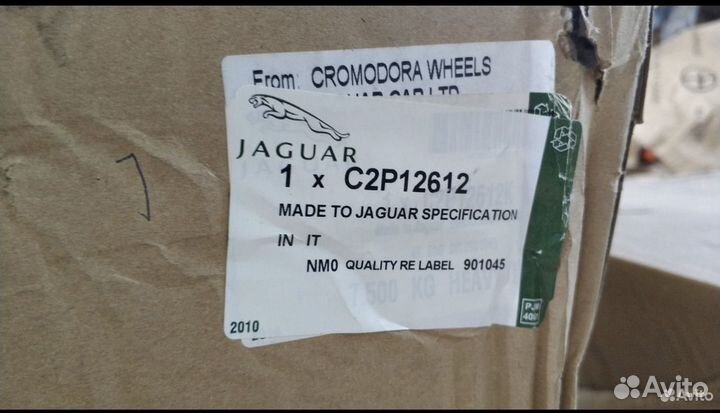 From: CROMODORA WHEELS
JAGUAR
1 x C2P12612
MADE TO JAGUAR SPECIFICATION
IN IT
NM0 QUALITY RE LABEL 901045
2010
Avito
Avito